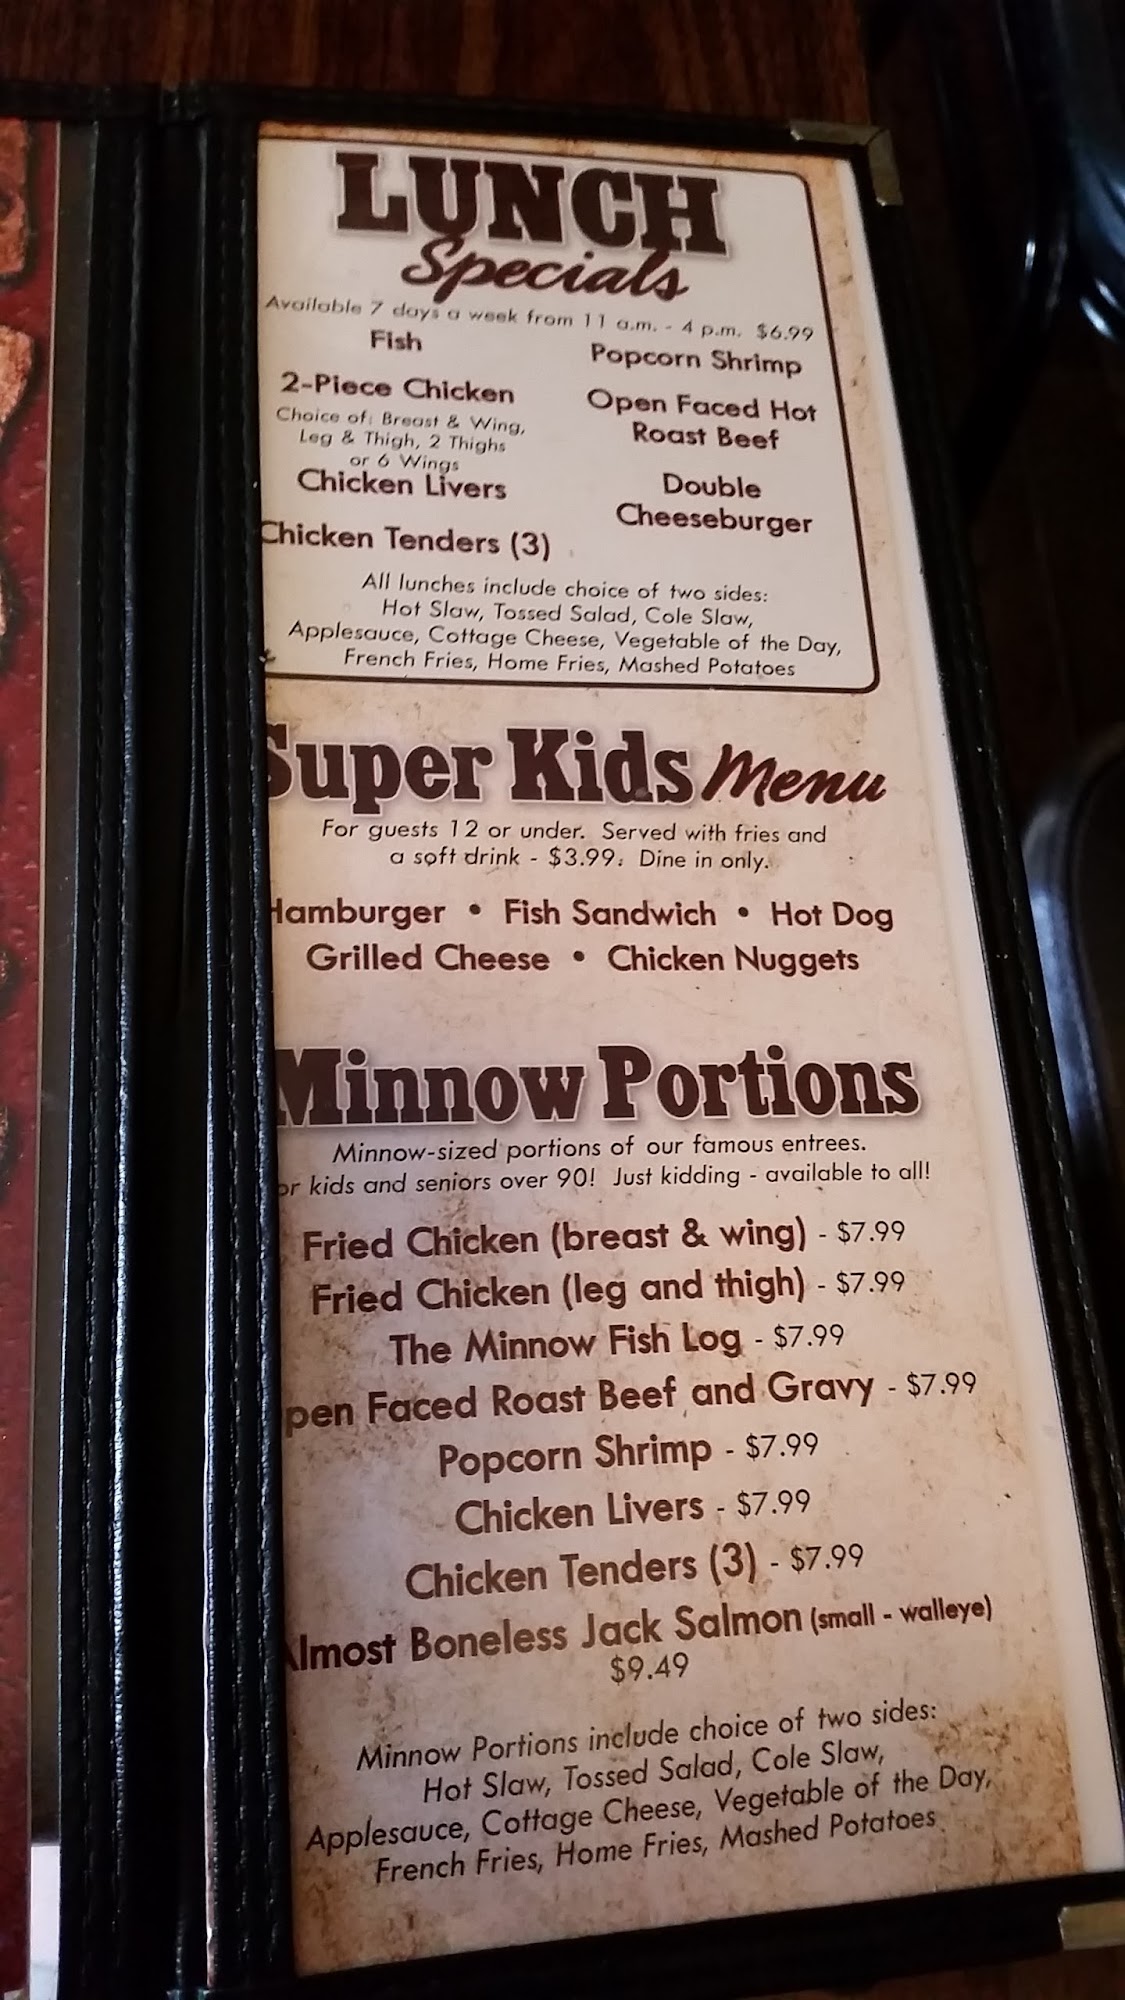 LUNCH
Specials
Available 7 days a week from 11 a.m. - 4 p.m. $6.99
Fish
2-Piece Chicken
Choice of: Breast & Wing,
Leg & Thigh, 2 Thighs
or 6 Wings
Chicken Livers
Chicken Tenders (3)
Popcorn Shrimp
Open Faced Hot
Roast Beef
Double
Cheeseburger
All lunches include choice of two sides:
Hot Slaw, Tossed Salad, Cole Slaw,
Applesauce, Cottage Cheese, Vegetable of the Day,
French Fries, Home Fries, Mashed Potatoes
Super Kids Menu
For guests 12 or under. Served with fries and
a soft drink - $3.99. Dine in only.
Hamburger • Fish Sandwich • Hot Dog
Grilled Cheese • Chicken Nuggets
Minnow Portions
Minnow-sized portions of our famous entrees.
or kids and seniors over 90! Just kidding - available to all!
Fried Chicken (breast & wing) - $7.99
Fried Chicken (leg and thigh) - $7.99
The Minnow Fish Log - $7.99
pen Faced Roast Beef and Gravy - $7.99
Popcorn Shrimp - $7.99
Chicken Livers - $7.99
Chicken Tenders (3) - $7.99
Almost Boneless Jack Salmon (small - walleye)
$9.49
Minnow Portions include choice of two sides:
Hot Slaw, Tossed Salad, Cole Slaw,
Applesauce, Cottage Cheese, Vegetable of the Day,
French Fries, Home Fries, Mashed Potatoes